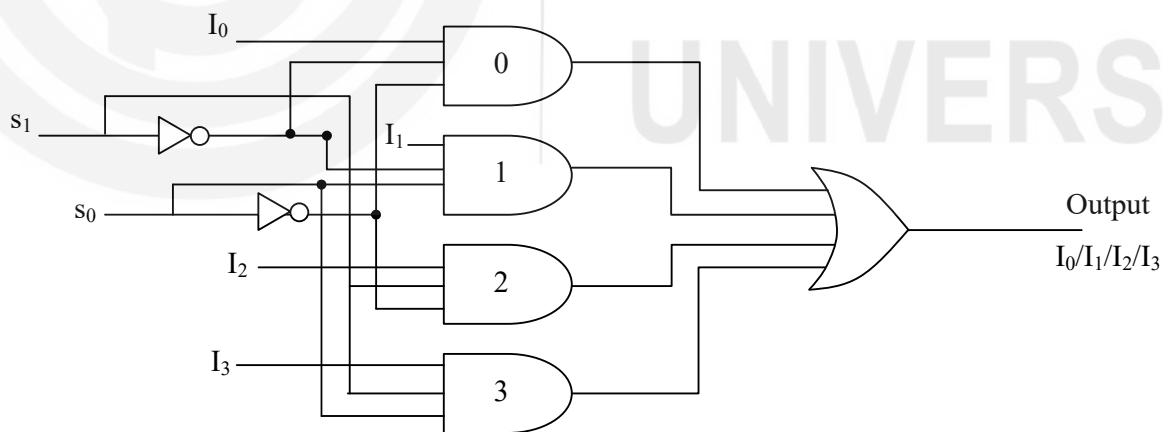 I₀
0
UNIVERS
s₁
I₁
1
s₀
Output
I₀/I₁/I₂/I₃
I₂
2
I₃
3